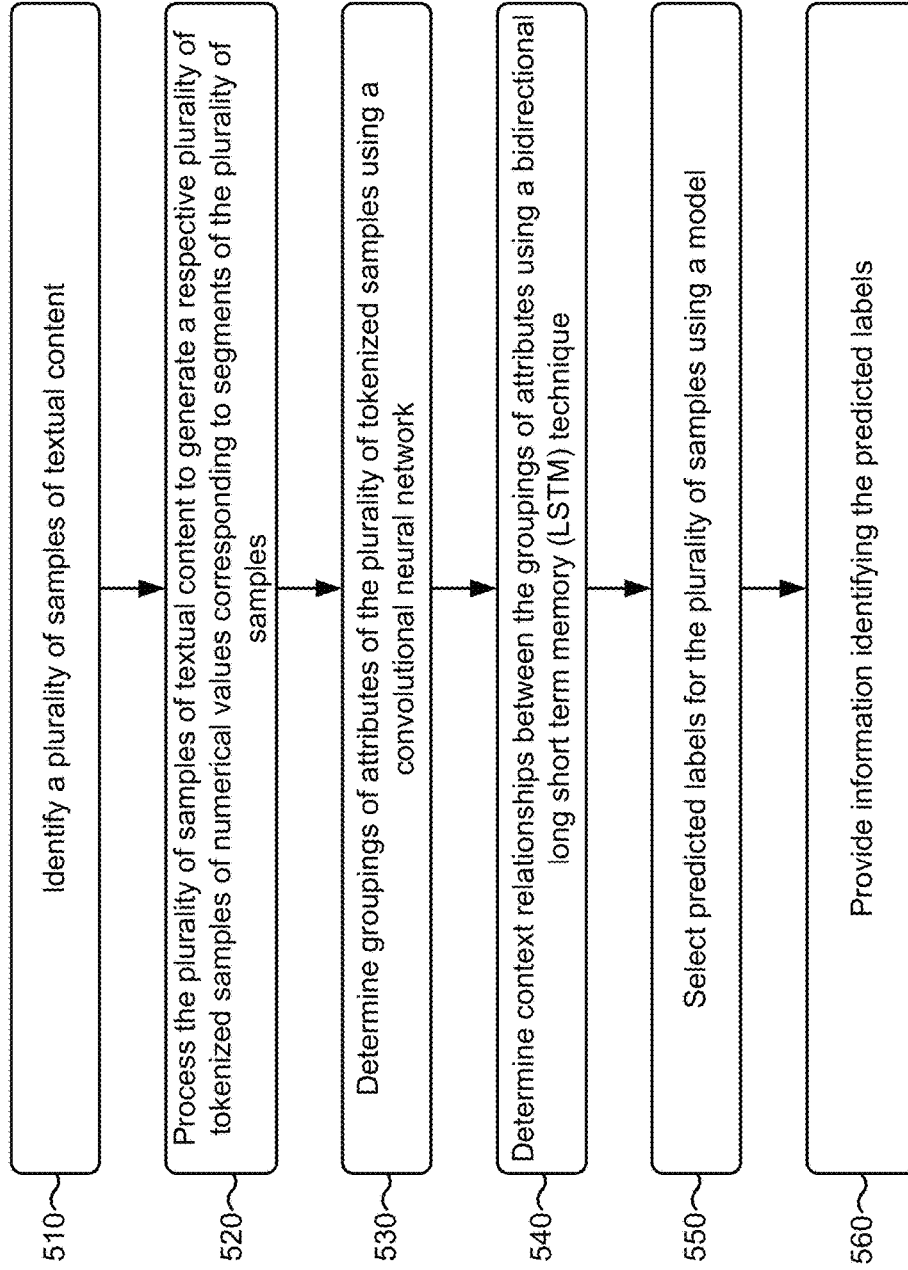 510
Identify a plurality of samples of textual content
520
Process the plurality of samples of textual content to generate a respective plurality of
tokenized samples of numerical values corresponding to segments of the plurality of
samples
530
Determine groupings of attributes of the plurality of tokenized samples using a
convolutional neural network
540
Determine context relationships between the groupings of attributes using a bidirectional
long short term memory (LSTM) technique
550
Select predicted labels for the plurality of samples using a model
560
Provide information identifying the predicted labels